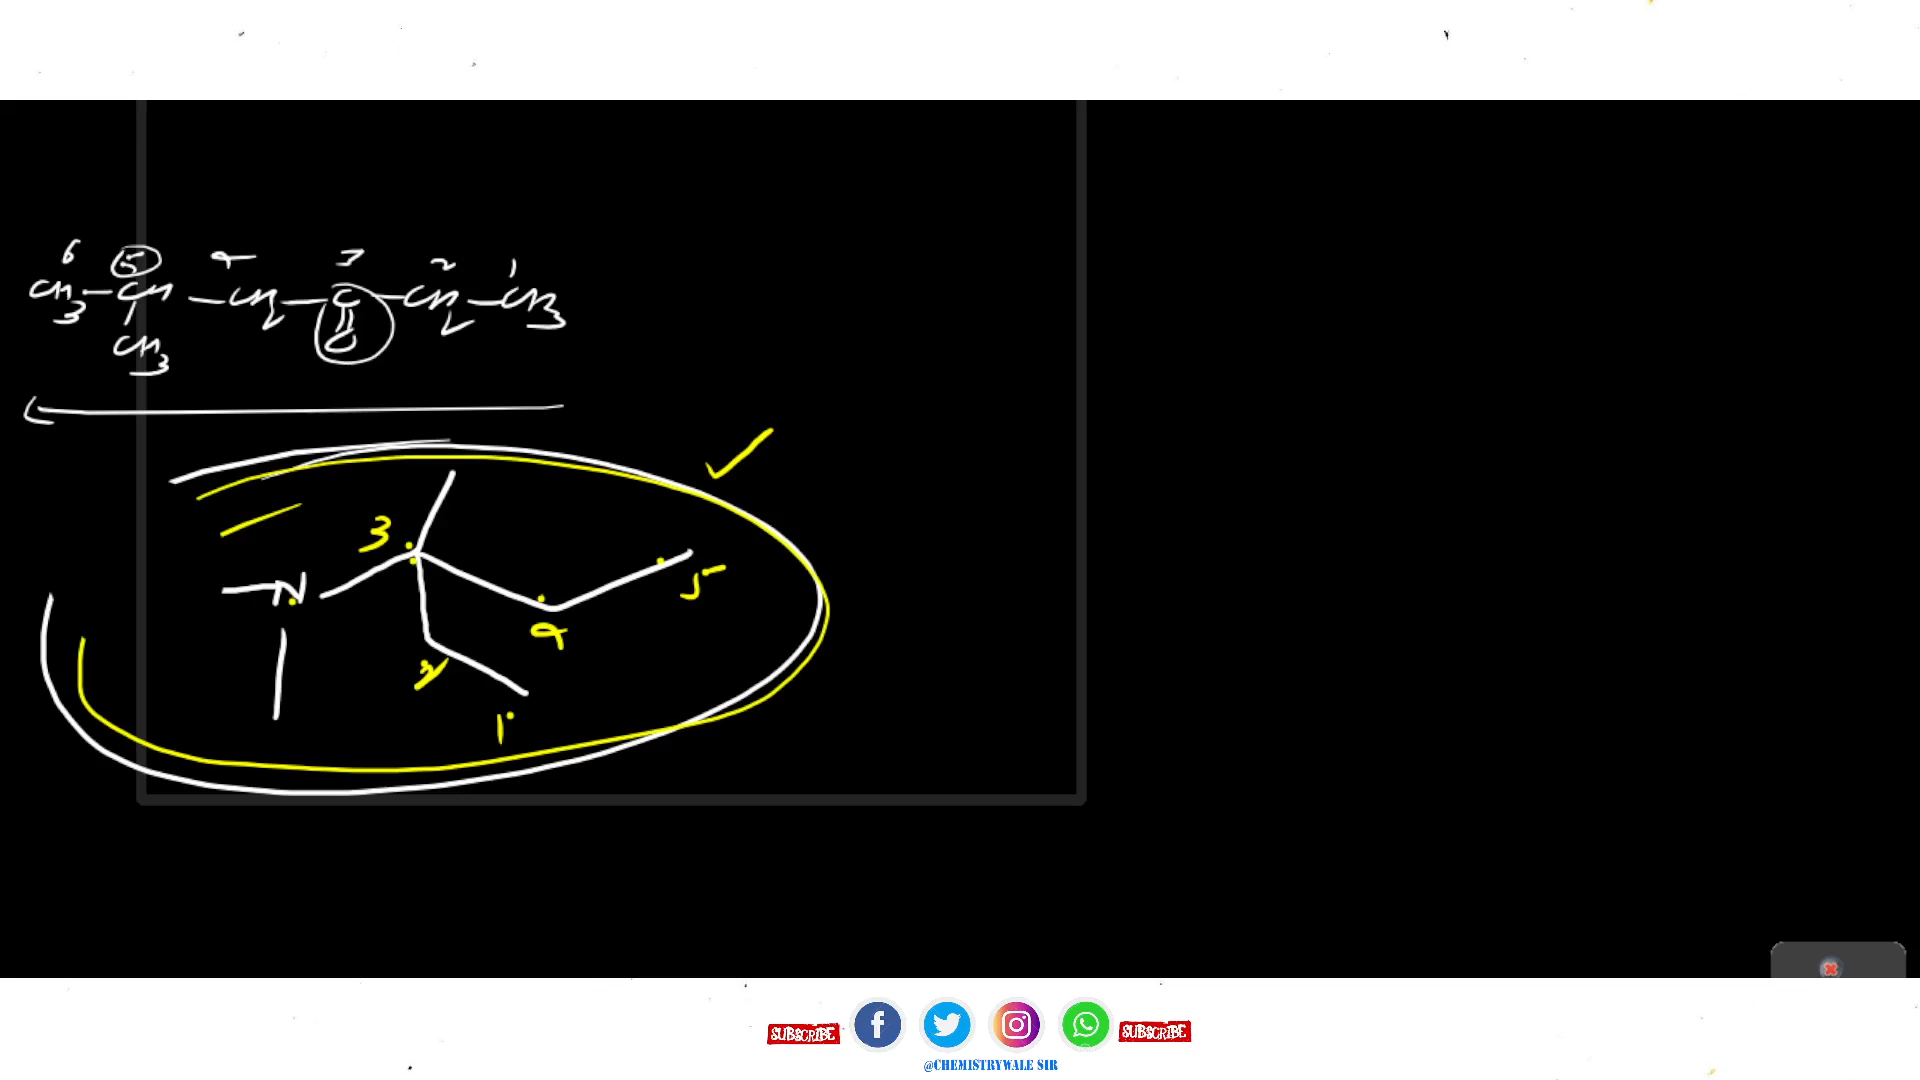 6 5 4 3 2 1
CH3-CH-CH2-C-CH2-CH3
CH3 O
3
N
5
4
2
1
SUBSCRIBE SUBSCRIBE
@CHEMISTRYWALE SIR